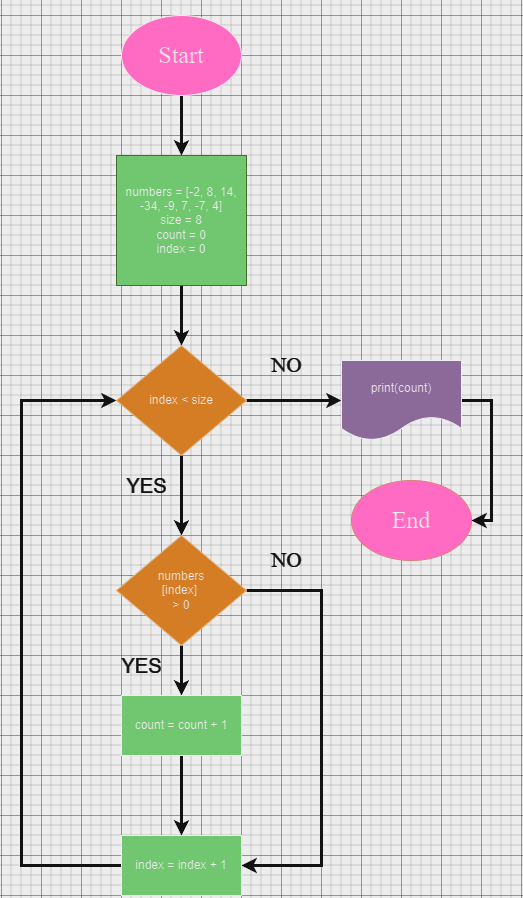 Start
numbers = [-2, 8, 14,
-34, -9, 7, -7, 4]
size = 8
count = 0
index = 0
index < size
NO
print(count)
YES
End
numbers
[index]
> 0
NO
YES
count = count + 1
index = index + 1